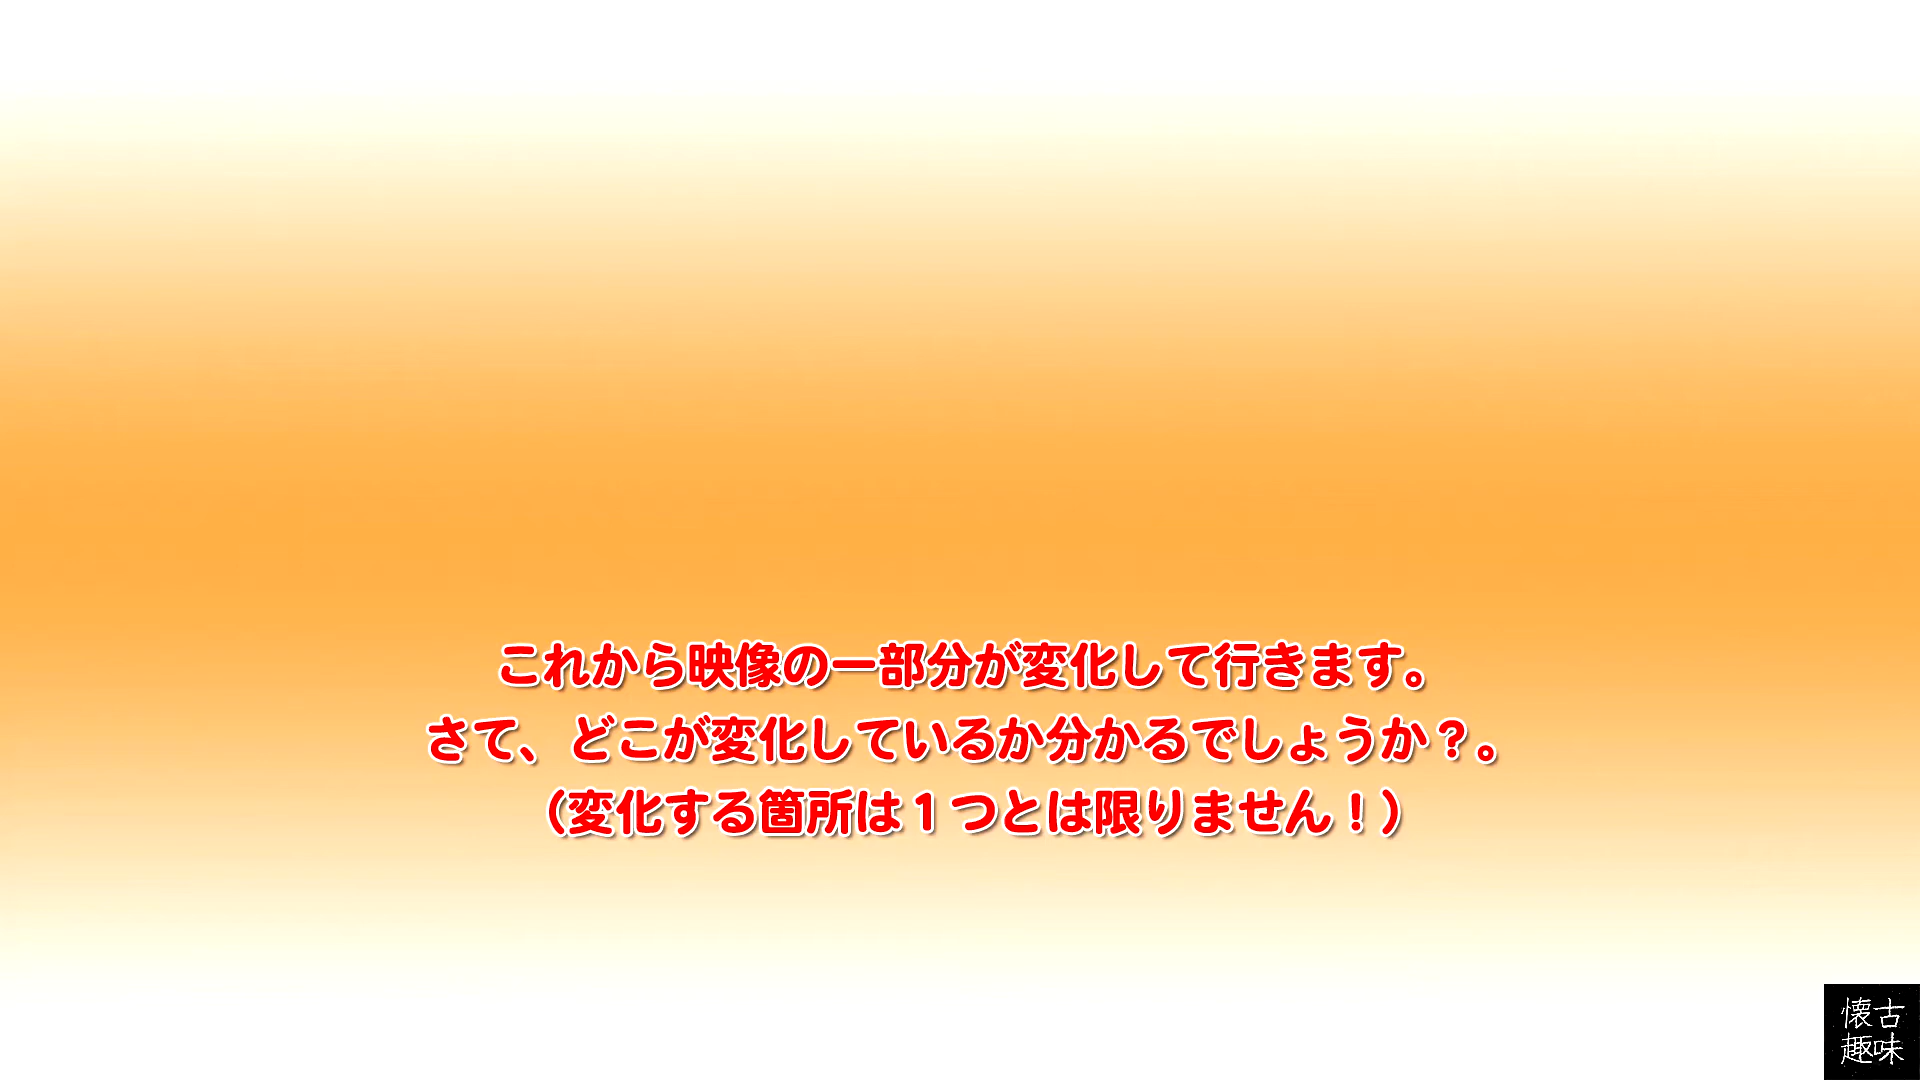 これから映像の一部分が変化して行きます。
さて、どこが変化しているか分かるでしょうか？。
（変化する箇所は１つとは限りません！）
懐古
趣味